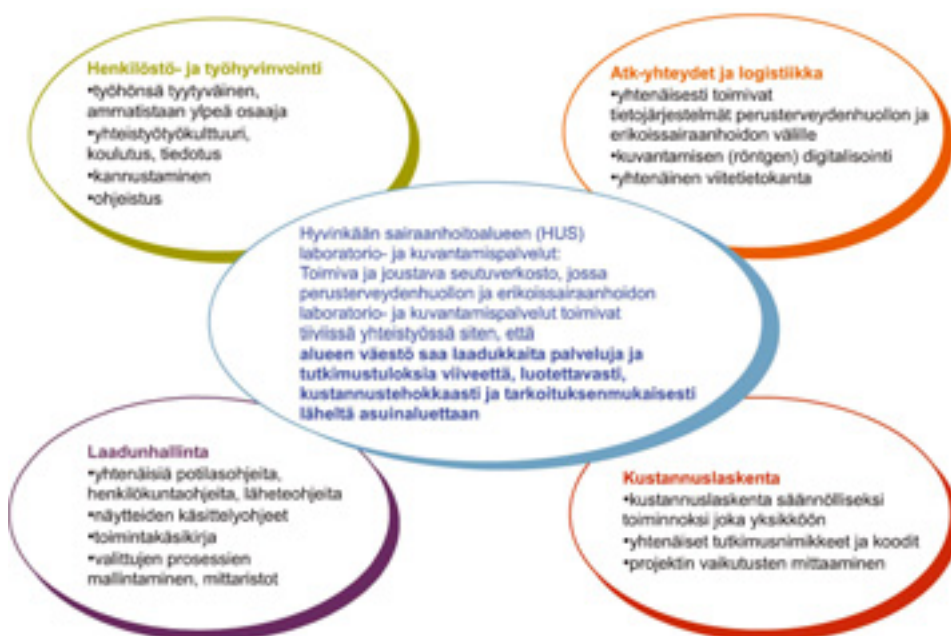 Henkilöstö- ja työhyvinvointi
•työhönsä tyytyväinen,
ammatistaan ylpeä osaaja
•yhteistyötyökulttuuri,
koulutus, tiedotus
•kannustaminen
•ohjeistus
Atk-yhteydet ja logistiikka
•yhtenäisesti toimivat
tietojärjestelmät perusterveydenhuollon ja
erikoissairaanhoidon välille
•kuvantamisen (röntgen) digitalisointi
•yhtenäinen viitetietokanta
Hyvinkään sairaanhoitoalueen (HUS)
laboratorio- ja kuvantamispalvelut:
Toimiva ja joustava seutuverkosto, jossa
perusterveydenhuollon ja erikoissairaanhoidon
laboratorio- ja kuvantamispalvelut toimivat
tiiviissä yhteistyössä siten, että
alueen väestö saa laadukkaita palveluja ja
tutkimustuloksia viiveettä, luotettavasti,
kustannustehokkaasti ja tarkoituksenmukaisesti
läheltä asuinaluettaan
Laadunhallinta
•yhtenäisiä potilasohjeita,
henkilökuntaohjeita, läheteohjeita
•näytteiden käsittelyohjeet
•toimintakäsikirja
•valittujen prosessien
mallintaminen, mittaristot
Kustannuslaskenta
•kustannuslaskenta säännölliseksi
toiminnoksi joka yksikköön
•yhtenäiset tutkimusnimikkeet ja koodit
•projektin vaikutusten mittaaminen